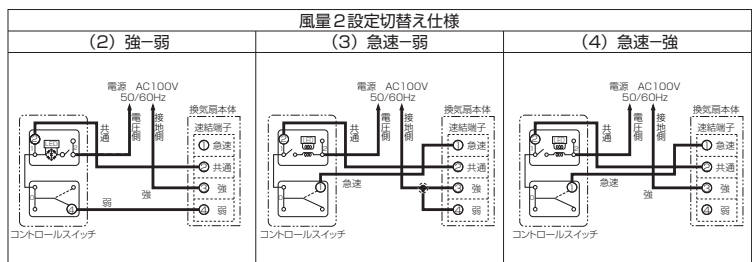 風量2設定切替え仕様
(2) 強−弱
(3) 急速−弱
(4) 急速−強
電源 AC100V
50/60Hz
共通
電圧側
接地側
換気扇本体
速結端子
LED
① 急速
② 共通
③ 強
④ 弱
強
弱
④
コントロールスイッチ
電源 AC100V
50/60Hz
共通
電圧側
接地側
換気扇本体
速結端子
LED
① 急速
② 共通
③ 強
④ 弱
急速
①
コントロールスイッチ
電源 AC100V
50/60Hz
共通
電圧側
接地側
換気扇本体
速結端子
LED
① 急速
② 共通
③ 強
④ 弱
急速
強
①
コントロールスイッチ